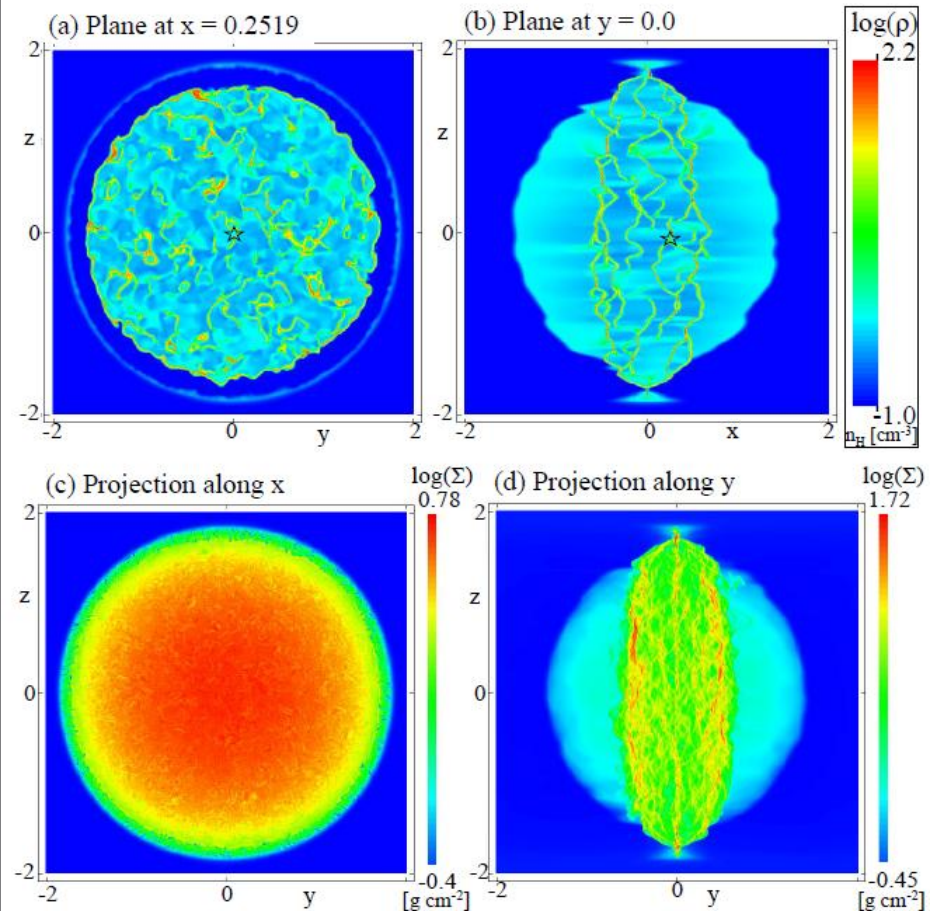 (a) Plane at x = 0.2519
(b) Plane at y = 0.0
log(ρ)
2.2
-1.0
n_H [cm-3]
2
z
0
-2
-2 0 2
y
2
z
0
-2
-2 0 2
x
(c) Projection along x
log(Σ)
0.78
(d) Projection along y
log(Σ)
1.72
2
z
0
-2
-2 0 2
y
-0.4
[g cm-2]
2
z
0
-2
-2 0 2
y
-0.45
[g cm-2]